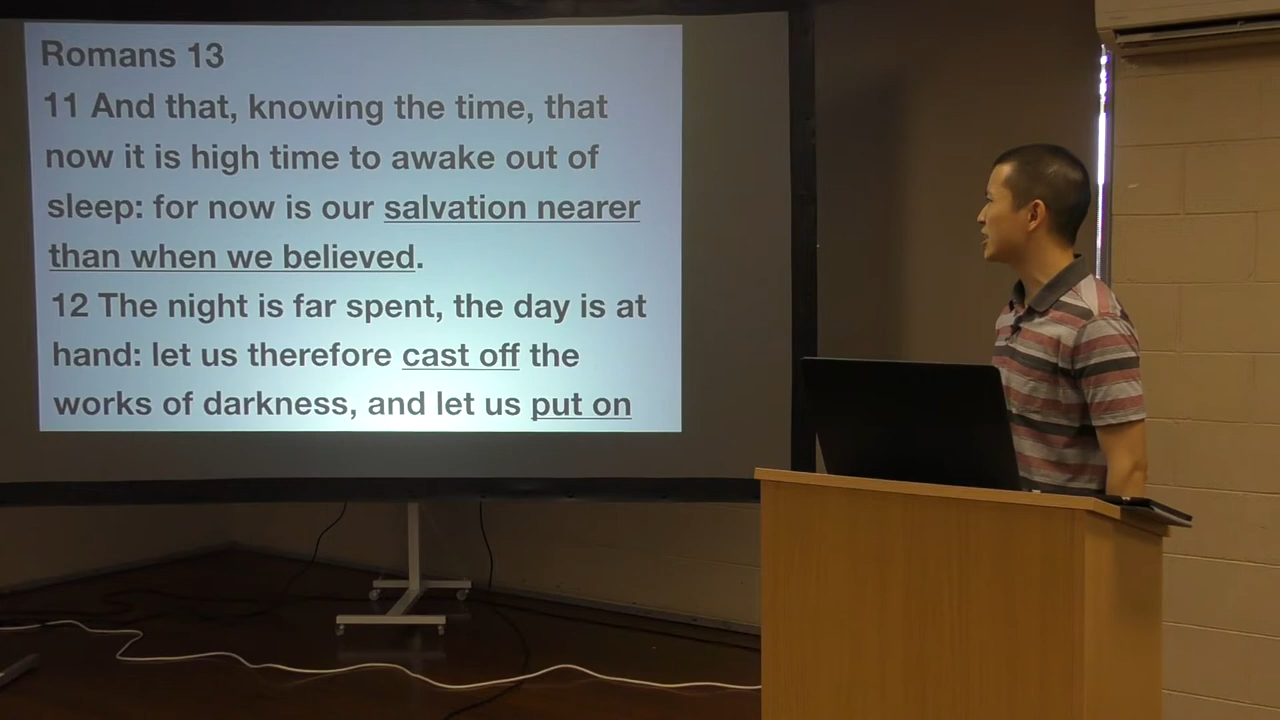 Romans 13
11 And that, knowing the time, that
now it is high time to awake out of
sleep: for now is our salvation nearer
than when we believed.
12 The night is far spent, the day is at
hand: let us therefore cast off the
works of darkness, and let us put on